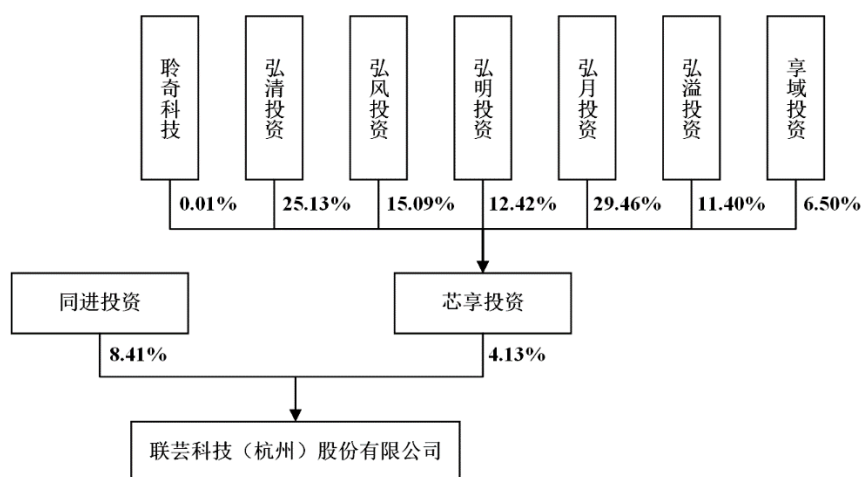 聆奇科技
弘清投资
弘风投资
弘明投资
弘月投资
弘溢投资
享域投资
0.01%
25.13%
15.09%
12.42%
29.46%
11.40%
6.50%
同进投资
芯享投资
8.41%
4.13%
联芸科技（杭州）股份有限公司